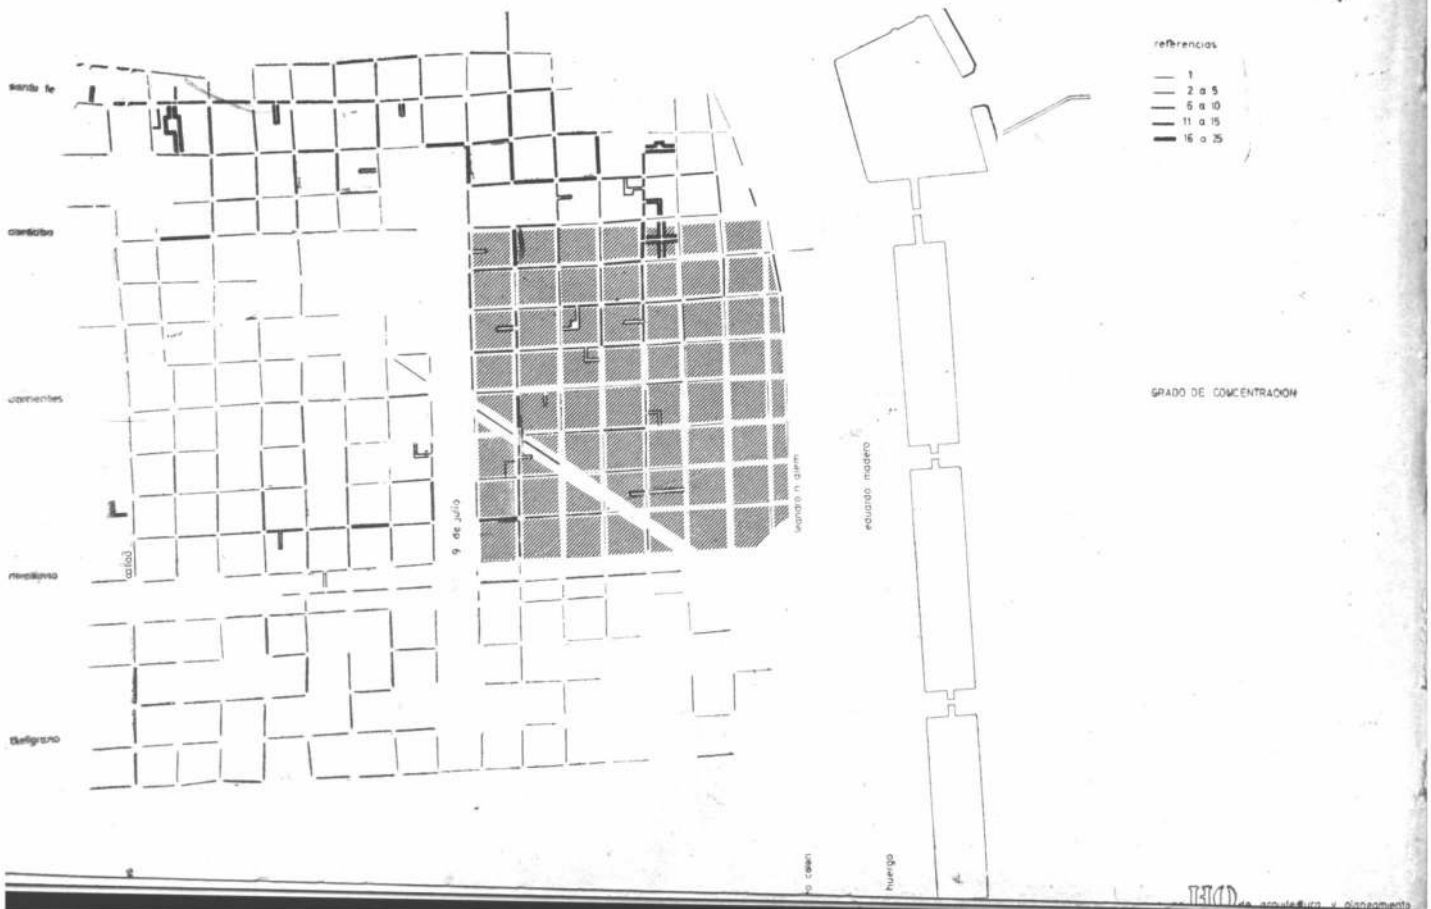 referencias
1
2 a 5
6 a 10
11 a 15
16 a 25
santa fe
cordoba
corrientes
GRADO DE CONCENTRACION
9 de julio
leandro n alem
eduardo madero
callao
rivadavia
belgrano
huergo
de arquitectura y planeamiento